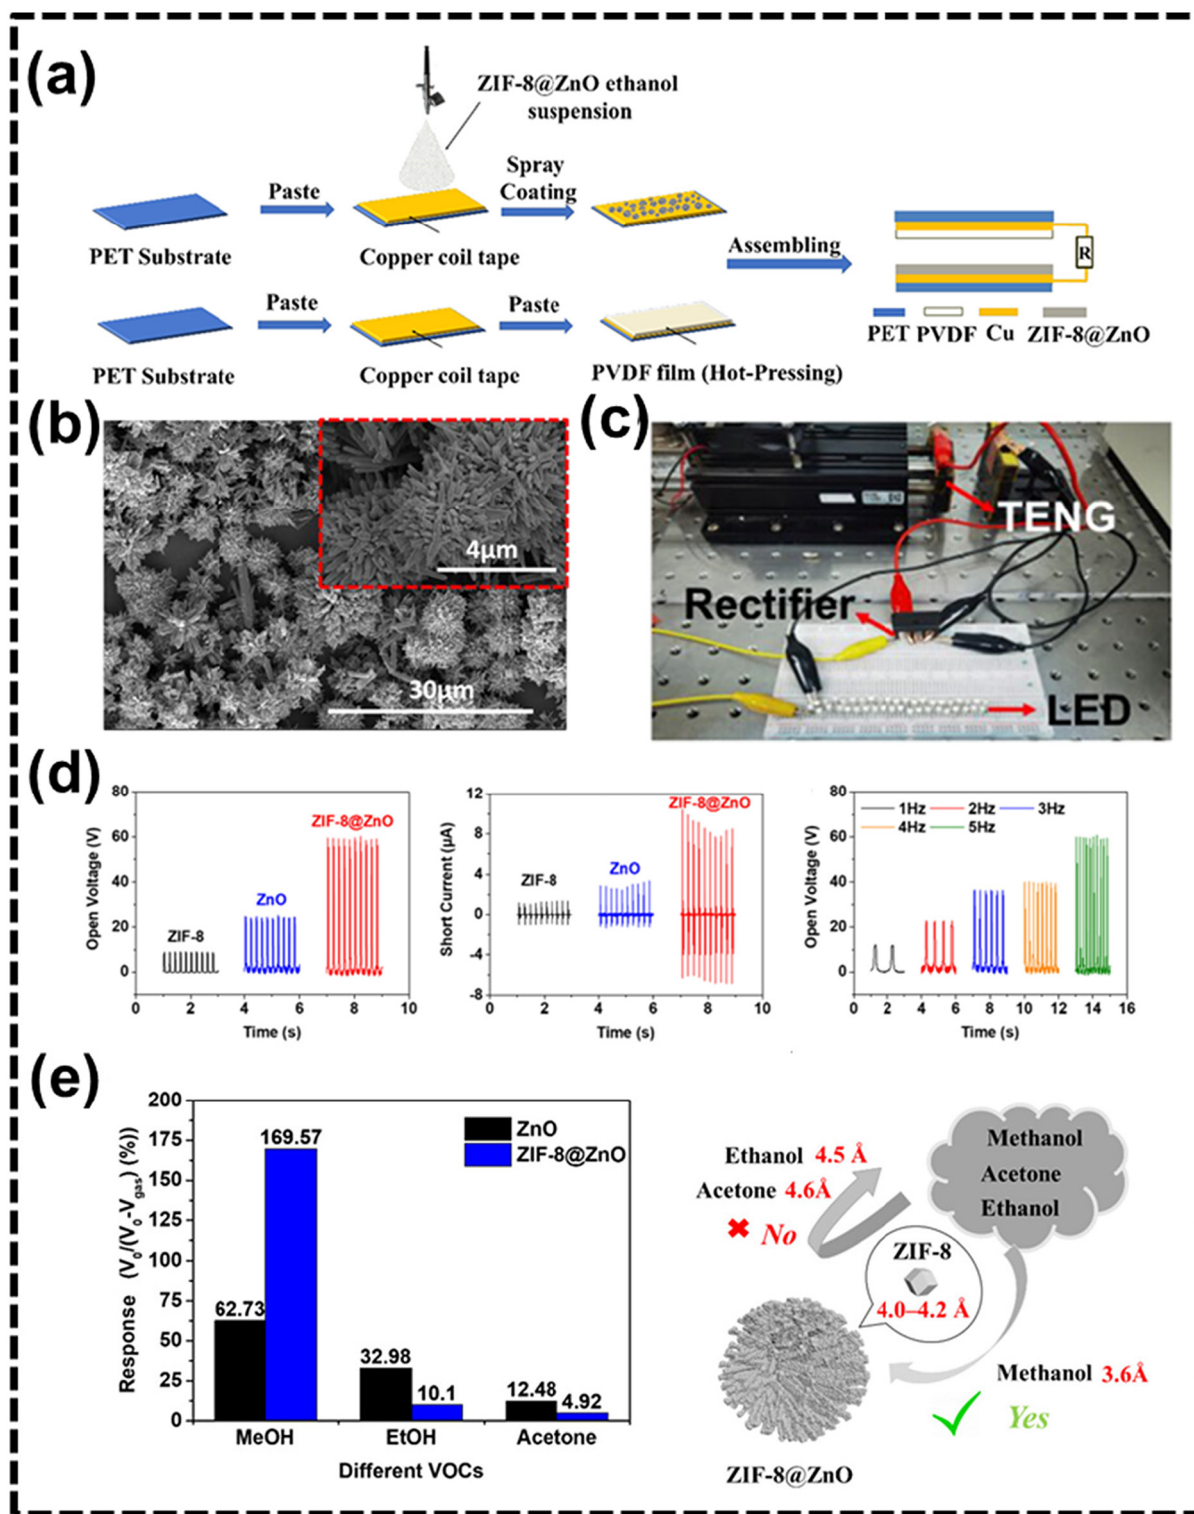 (a)
ZIF-8@ZnO ethanol
suspension
Paste
Spray
Coating
PET Substrate
Copper coil tape
Assembling
R
Paste
Paste
PET Substrate
Copper coil tape
PVDF film (Hot-Pressing)
PET PVDF Cu ZIF-8@ZnO
(b)
4μm
30μm
(c)
TENG
Rectifier
LED
(d)
Open Voltage (V)
80
60
40
20
0
ZIF-8
ZnO
ZIF-8@ZnO
0 2 4 6 8 10
Time (s)
Short Current (μA)
12
8
4
0
-4
-8
ZIF-8
ZnO
ZIF-8@ZnO
0 2 4 6 8 10
Time (s)
Open Voltage (V)
80
60
40
20
0
1Hz 2Hz 3Hz
4Hz 5Hz
0 2 4 6 8 10 12 14 16
Time (s)
(e)
Response (V0/(V0-Vgas) (%))
200
175
150
125
100
75
50
25
0
ZnO
ZIF-8@ZnO
62.73
169.57
32.98
10.1
12.48
4.92
MeOH EtOH Acetone
Different VOCs
Ethanol 4.5 Å
Acetone 4.6Å
No
Methanol
Acetone
Ethanol
ZIF-8
4.0–4.2 Å
Methanol 3.6Å
Yes
ZIF-8@ZnO